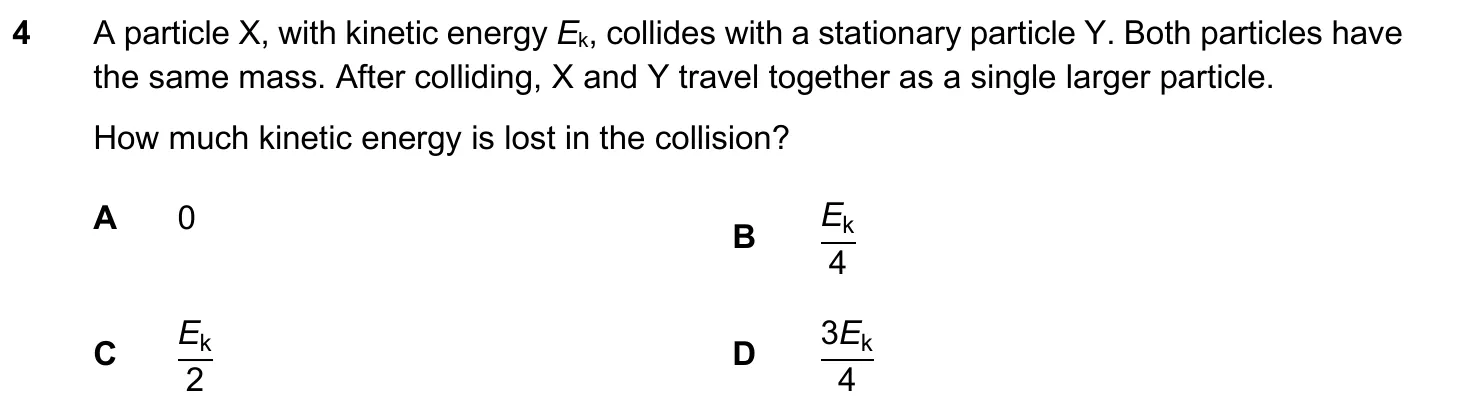 4 A particle X, with kinetic energy Eₖ, collides with a stationary particle Y. Both particles have
the same mass. After colliding, X and Y travel together as a single larger particle.
How much kinetic energy is lost in the collision?
A 0
B Eₖ/4
C Eₖ/2
D 3Eₖ/4